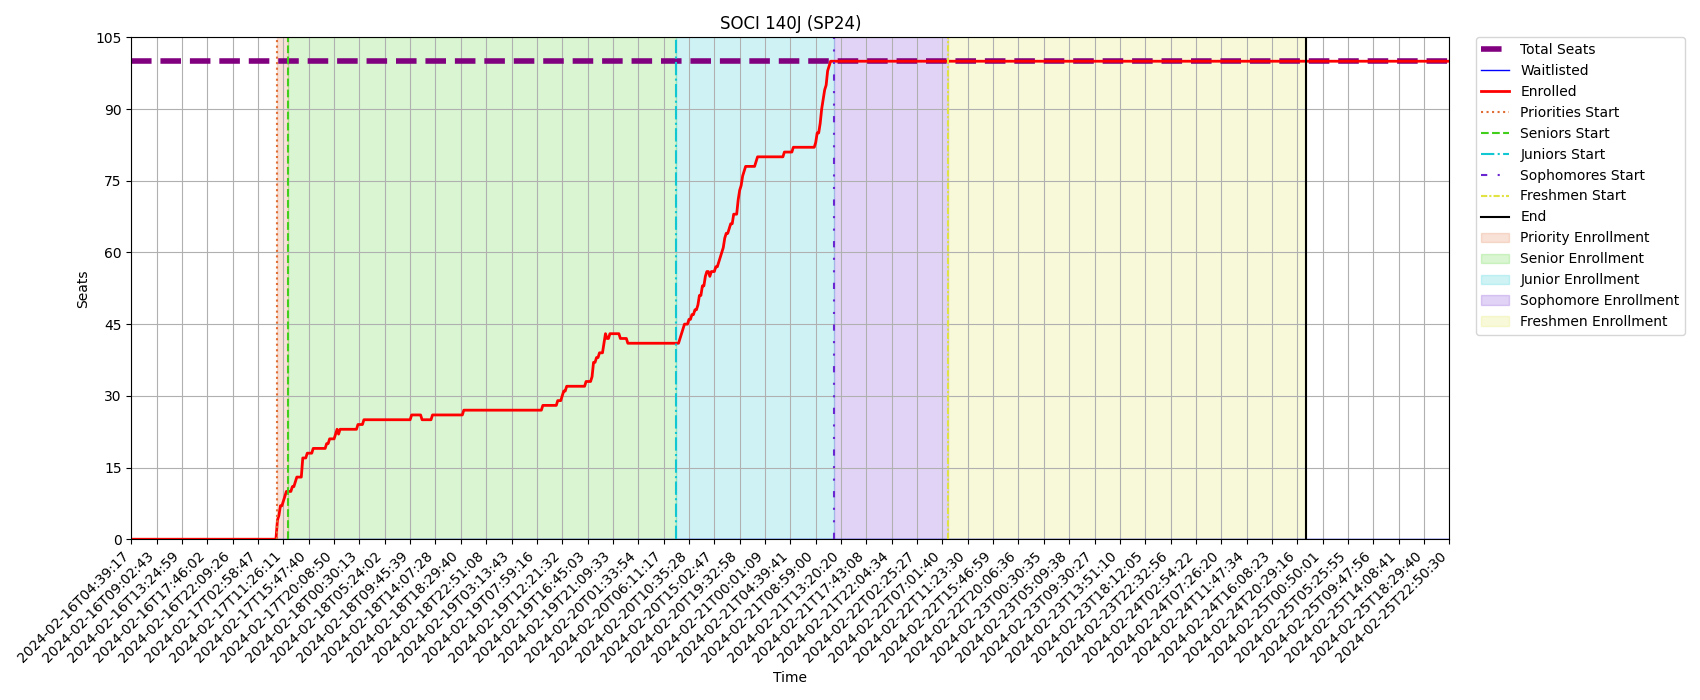 SOCI 140J (SP24)
105
90
75
60
45
30
15
0
Seats
2024-02-16T04:39:17
2024-02-16T09:02:43
2024-02-16T13:24:59
2024-02-16T17:46:02
2024-02-16T22:09:26
2024-02-17T02:58:47
2024-02-17T11:26:11
2024-02-17T15:47:40
2024-02-17T20:08:50
2024-02-18T00:30:13
2024-02-18T05:24:02
2024-02-18T09:45:39
2024-02-18T14:07:28
2024-02-18T18:29:40
2024-02-18T22:51:08
2024-02-19T03:13:43
2024-02-19T07:59:16
2024-02-19T12:21:32
2024-02-19T16:45:03
2024-02-19T21:09:33
2024-02-20T01:33:54
2024-02-20T06:11:17
2024-02-20T10:35:28
2024-02-20T15:02:47
2024-02-20T19:32:58
2024-02-21T00:01:09
2024-02-21T04:39:41
2024-02-21T08:59:00
2024-02-21T13:20:20
2024-02-21T17:43:08
2024-02-21T22:04:34
2024-02-22T02:25:27
2024-02-22T07:01:40
2024-02-22T11:23:30
2024-02-22T15:46:59
2024-02-22T20:06:36
2024-02-23T00:30:35
2024-02-23T05:09:38
2024-02-23T09:30:27
2024-02-23T13:51:10
2024-02-23T18:12:05
2024-02-23T22:32:56
2024-02-24T02:54:22
2024-02-24T07:26:20
2024-02-24T11:47:34
2024-02-24T16:08:23
2024-02-24T20:29:16
2024-02-25T00:50:01
2024-02-25T05:25:55
2024-02-25T09:47:56
2024-02-25T14:08:41
2024-02-25T18:29:40
2024-02-25T22:50:30
Time
Total Seats
Waitlisted
Enrolled
Priorities Start
Seniors Start
Juniors Start
Sophomores Start
Freshmen Start
End
Priority Enrollment
Senior Enrollment
Junior Enrollment
Sophomore Enrollment
Freshmen Enrollment